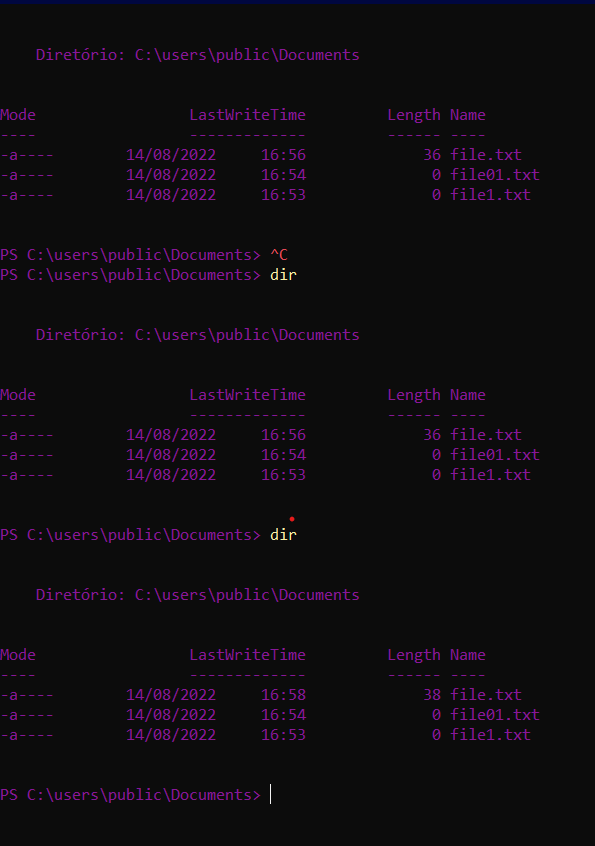 Diretório: C:\users\public\Documents
Mode                 LastWriteTime         Length Name
----                 -------------         ------ ----
-a----        14/08/2022     16:56             36 file.txt
-a----        14/08/2022     16:54              0 file01.txt
-a----        14/08/2022     16:53              0 file1.txt
PS C:\users\public\Documents> ^C
PS C:\users\public\Documents> dir
Diretório: C:\users\public\Documents
Mode                 LastWriteTime         Length Name
----                 -------------         ------ ----
-a----        14/08/2022     16:56             36 file.txt
-a----        14/08/2022     16:54              0 file01.txt
-a----        14/08/2022     16:53              0 file1.txt
PS C:\users\public\Documents> dir
Diretório: C:\users\public\Documents
Mode                 LastWriteTime         Length Name
----                 -------------         ------ ----
-a----        14/08/2022     16:58             38 file.txt
-a----        14/08/2022     16:54              0 file01.txt
-a----        14/08/2022     16:53              0 file1.txt
PS C:\users\public\Documents>